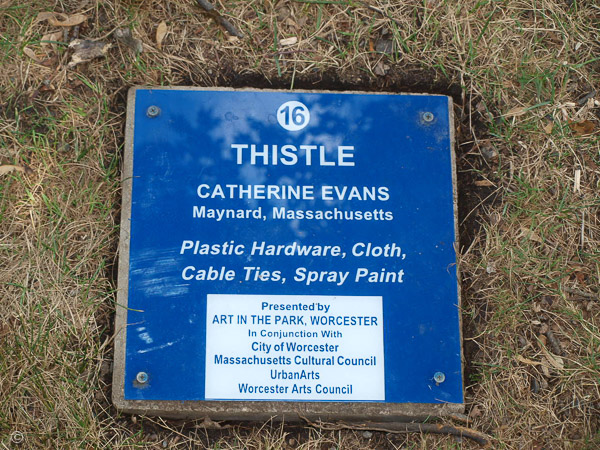 16
THISTLE
CATHERINE EVANS
Maynard, Massachusetts
Plastic Hardware, Cloth,
Cable Ties, Spray Paint
Presented by
ART IN THE PARK, WORCESTER
In Conjunction With
City of Worcester
Massachusetts Cultural Council
UrbanArts
Worcester Arts Council
©